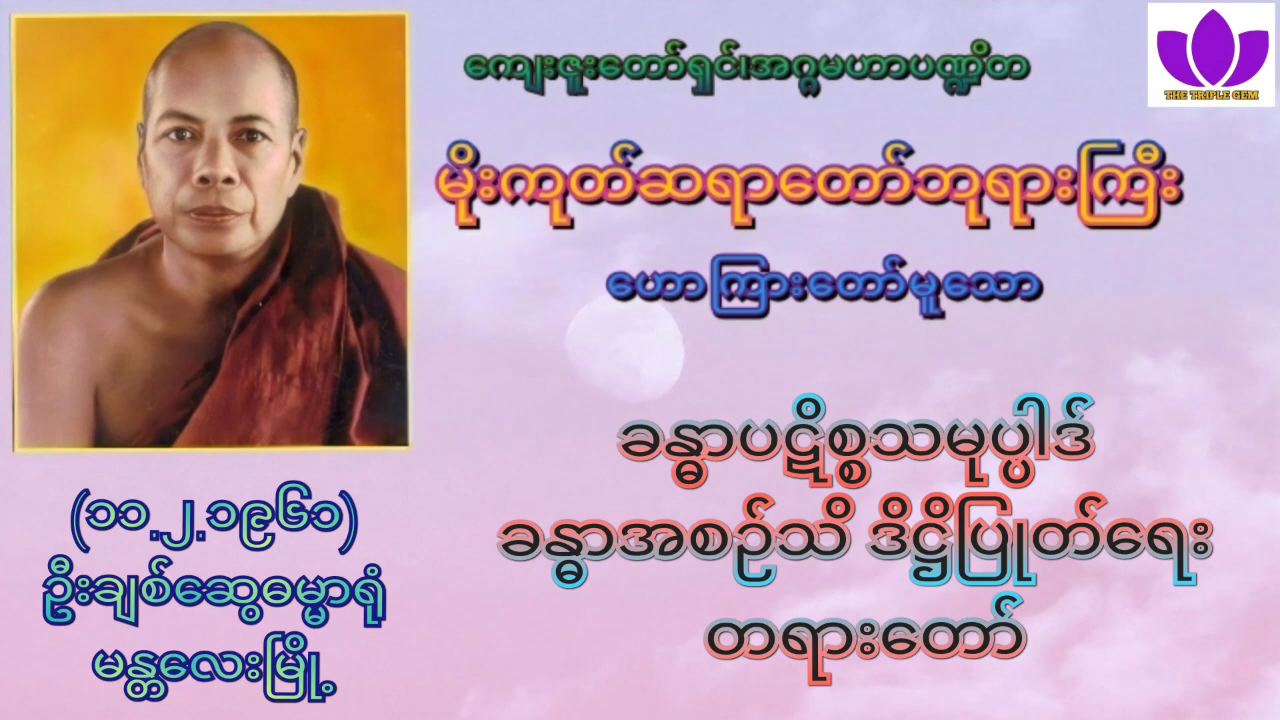 ကျေးဇူးတော်ရှင်၊အဂ္ဂမဟာပဏ္ဍိတ
မိုးကုတ်ဆရာတော်ဘုရားကြီး
ဟောကြားတော်မူသော
ခန္ဓာပဋိစ္စသမုပ္ပါဒ်
ခန္ဓာအစဉ်သိ ဒိဋ္ဌိပြုတ်ရေး
တရားတော်
(၁၁.၂.၁၉၆၁)
ဦးချစ်ဆွေဓမ္မာရုံ
မန္တလေးမြို့
THE TRIPLE GEM